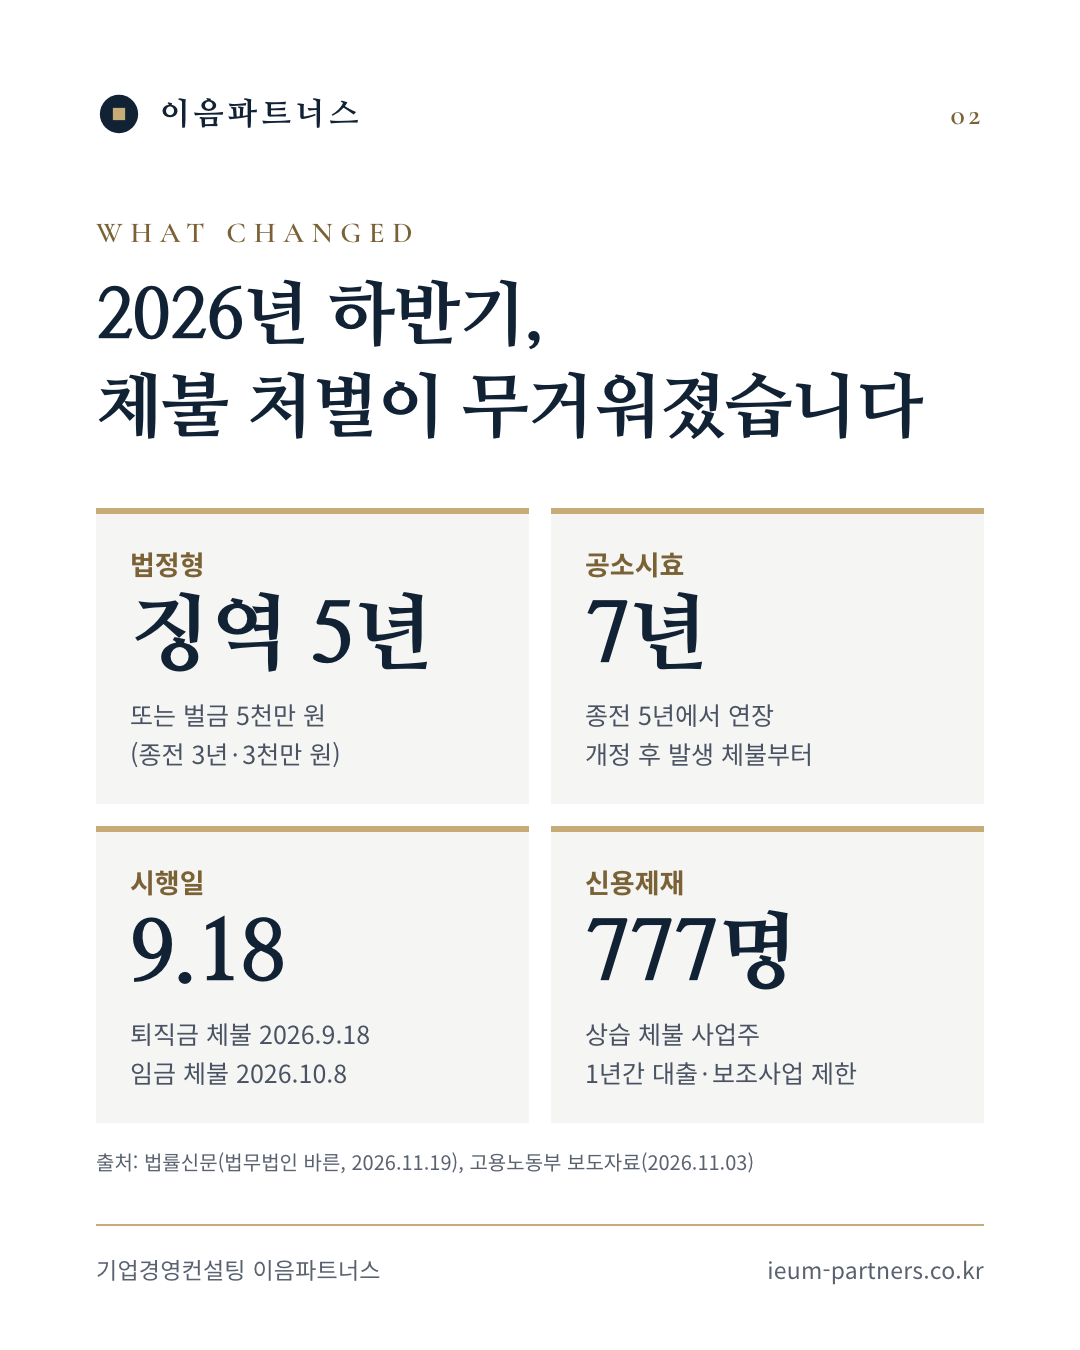 이음파트너스
02
WHAT CHANGED
2026년 하반기,
체불 처벌이 무거워졌습니다
법정형
징역 5년
또는 벌금 5천만 원
(종전 3년·3천만 원)
공소시효
7년
종전 5년에서 연장
개정 후 발생 체불부터
시행일
9.18
퇴직금 체불 2026.9.18
임금 체불 2026.10.8
신용제재
777명
상습 체불 사업주
1년간 대출·보조사업 제한
출처: 법률신문(법무법인 바른, 2026.11.19), 고용노동부 보도자료(2026.11.03)
기업경영컨설팅 이음파트너스
ieum-partners.co.kr